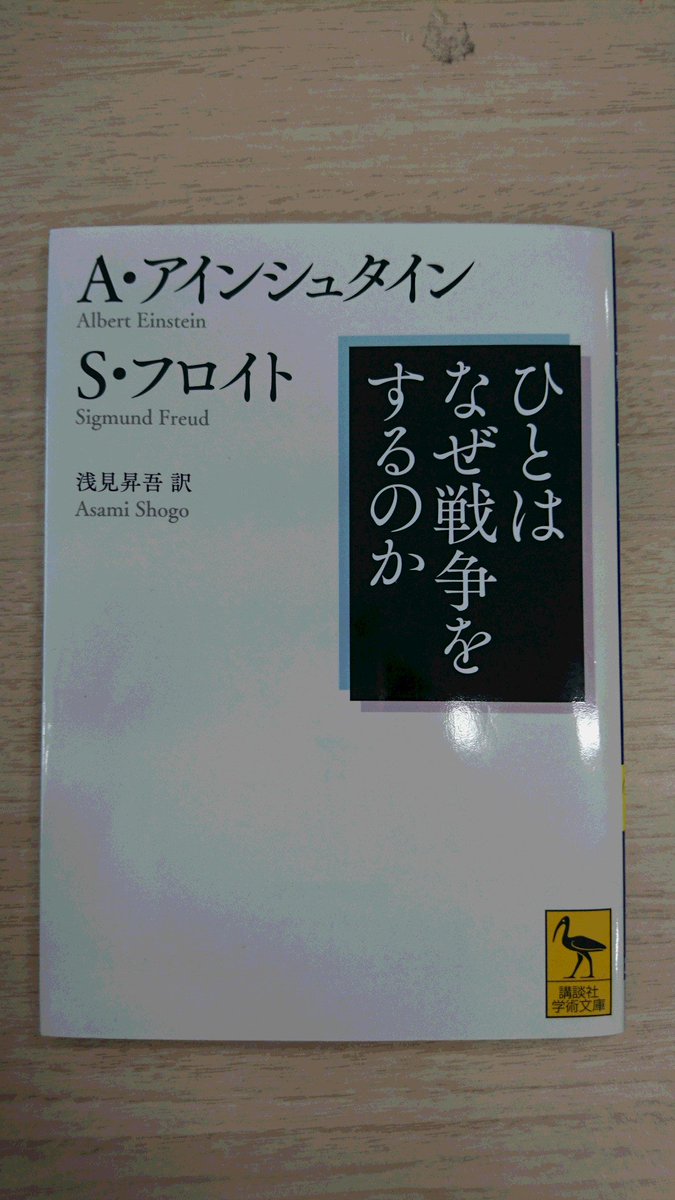 A・アインシュタイン
Albert Einstein
S・フロイト
Sigmund Freud
浅見昇吾 訳
Asami Shogo
ひとは
なぜ戦争を
するのか
講談社
学術文庫